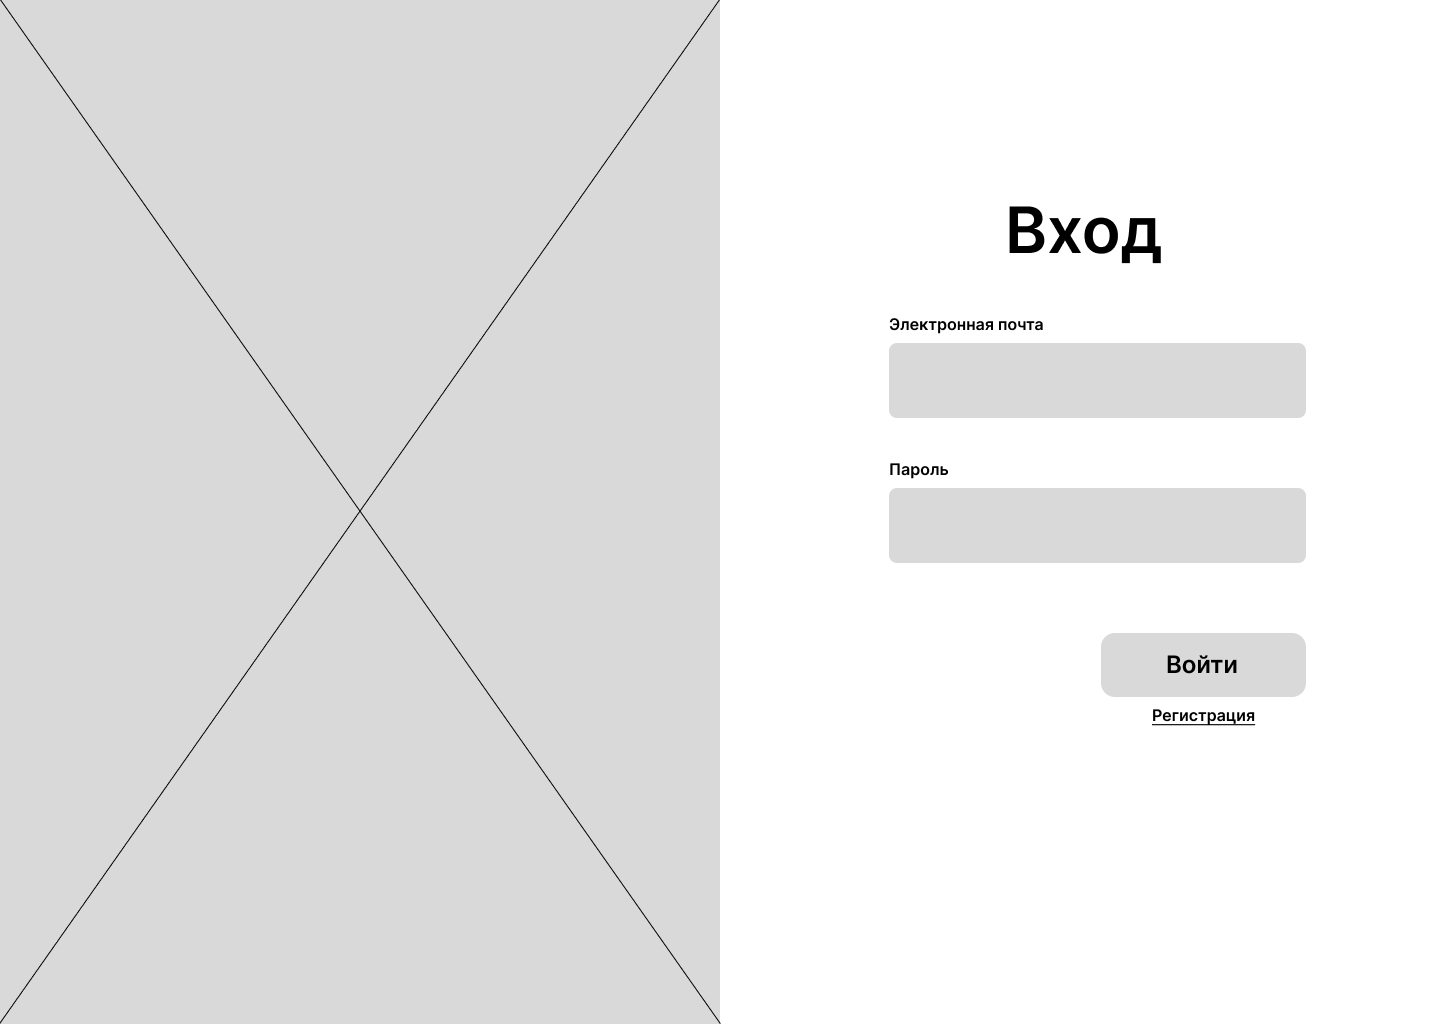 Вход
Электронная почта
Пароль
Войти
Регистрация